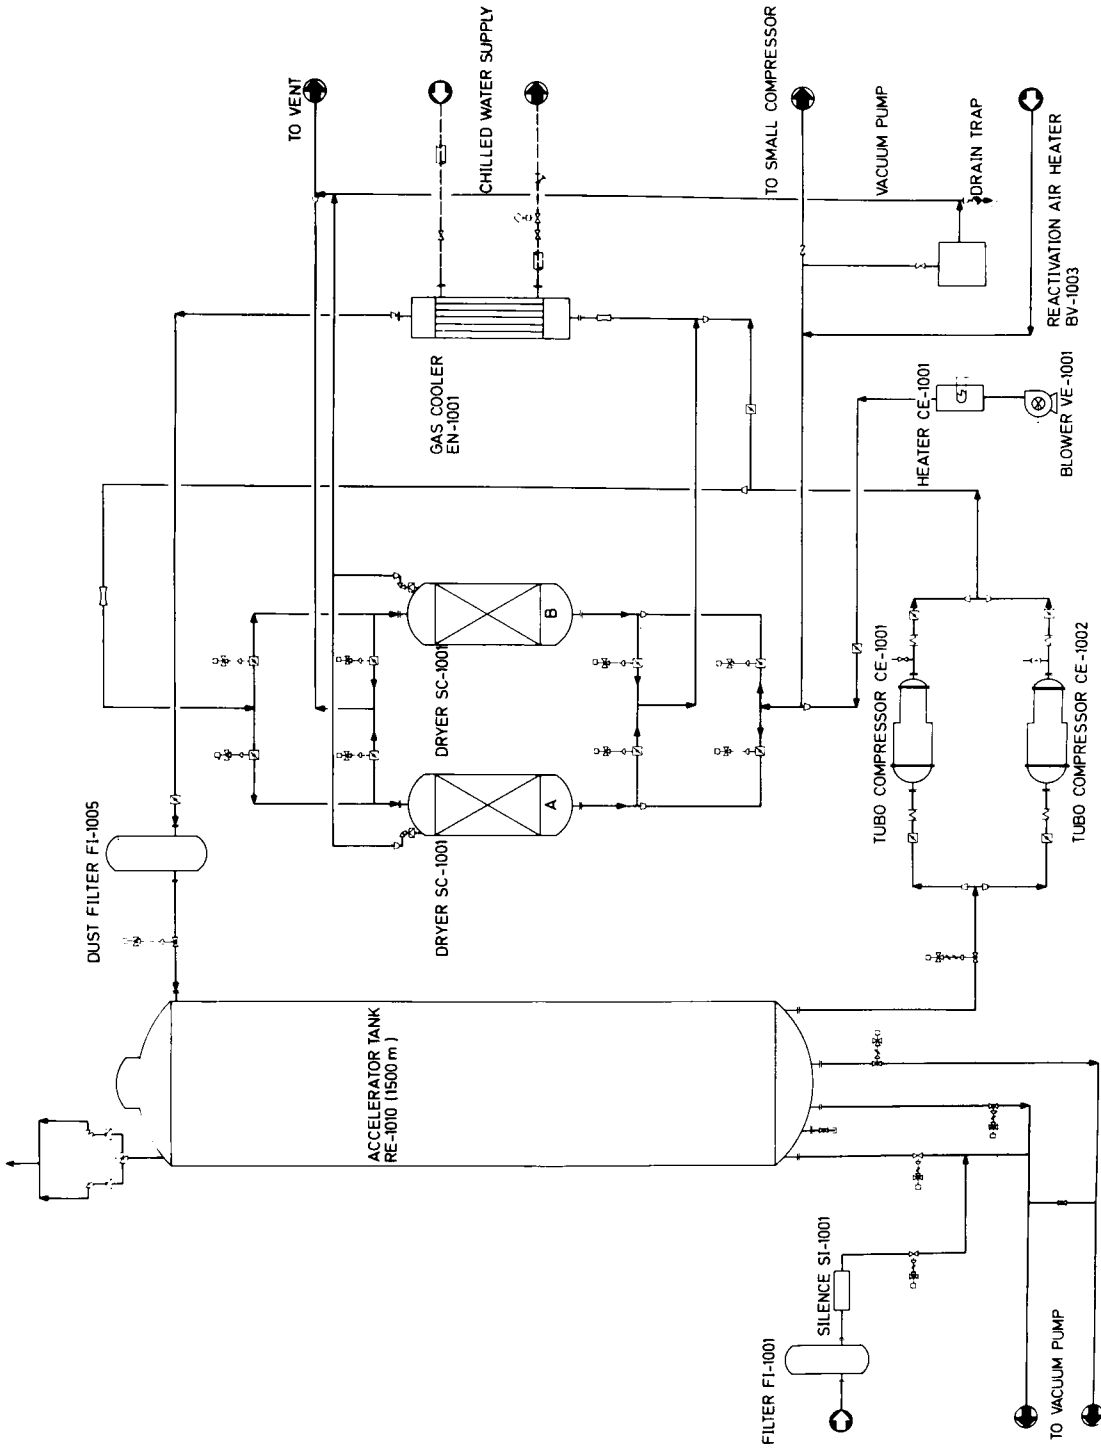 TO VENT
CHILLED WATER SUPPLY
TO SMALL COMPRESSOR
VACUUM PUMP
DRAIN TRAP
REACTIVATION AIR HEATER
BV-1003
GAS COOLER
EN-1001
HEATER CE-1001
BLOWER VE-1001
DUST FILTER FI-1005
DRYER SC-1001
B
DRYER SC-1001
A
TUBO COMPRESSOR CE-1001
TUBO COMPRESSOR CE-1002
ACCELERATOR TANK
RE-1010 (1500 m)
FILTER FI-1001
SILENCE SI-1001
TO VACUUM PUMP